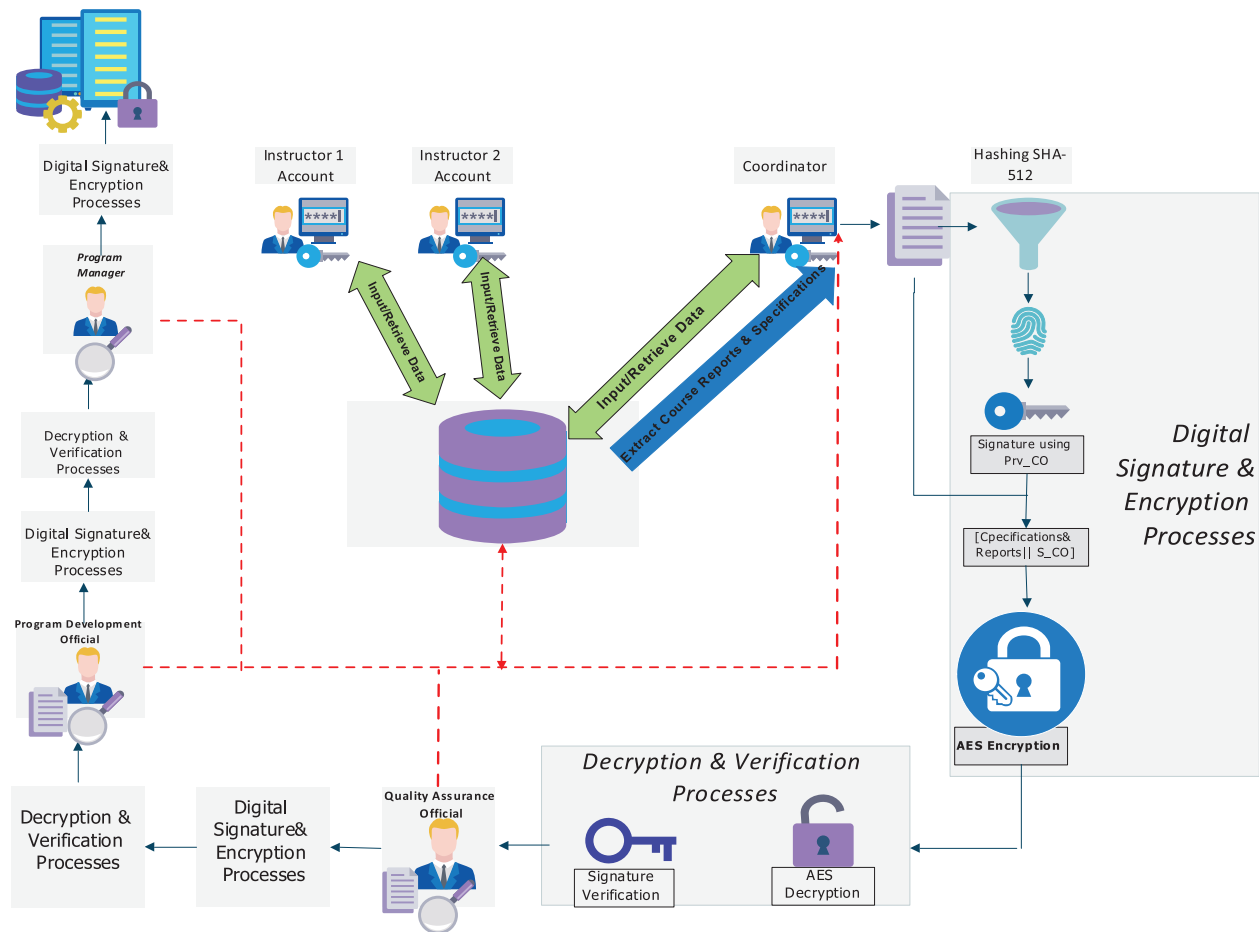 Digital Signature&
Encryption
Processes
Instructor 1
Account
Instructor 2
Account
Coordinator
Hashing SHA-
512
****
****
****
Program
Manager
Input/Retrieve Data
Input/Retrieve Data
Input/Retrieve Data
Extract Course Reports & Specifications
Decryption &
Verification
Processes
Signature using
Prv_CO
Digital
Signature &
Encryption
Processes
Digital Signature&
Encryption
Processes
[Cpecifications&
Reports|| S_CO]
Program Development
Official
AES Encryption
Decryption & Verification
Processes
Quality Assurance
Official
Decryption &
Verification
Processes
Digital
Signature&
Encryption
Processes
Signature
Verification
AES
Decryption